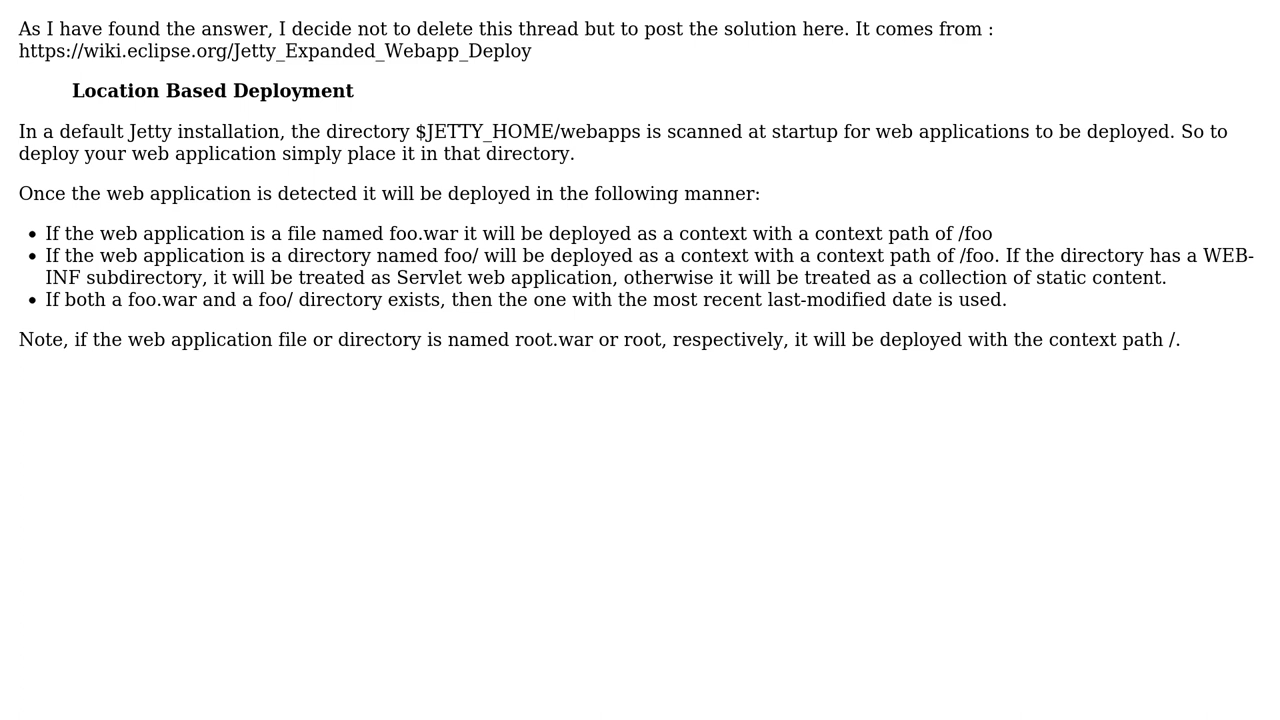 As I have found the answer, I decide not to delete this thread but to post the solution here. It comes from :
https://wiki.eclipse.org/Jetty_Expanded_Webapp_Deploy
Location Based Deployment
In a default Jetty installation, the directory $JETTY_HOME/webapps is scanned at startup for web applications to be deployed. So to
deploy your web application simply place it in that directory.
Once the web application is detected it will be deployed in the following manner:
• If the web application is a file named foo.war it will be deployed as a context with a context path of /foo
• If the web application is a directory named foo/ will be deployed as a context with a context path of /foo. If the directory has a WEB-
INF subdirectory, it will be treated as Servlet web application, otherwise it will be treated as a collection of static content.
• If both a foo.war and a foo/ directory exists, then the one with the most recent last-modified date is used.
Note, if the web application file or directory is named root.war or root, respectively, it will be deployed with the context path /.